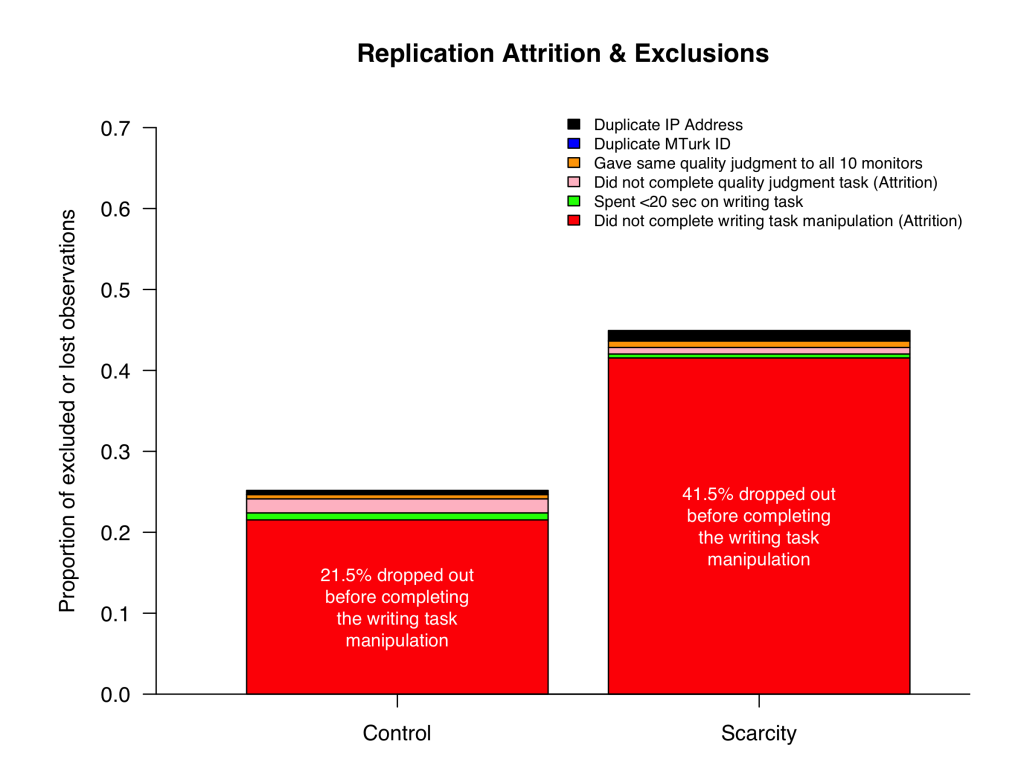 Replication Attrition & Exclusions
Duplicate IP Address
Duplicate MTurk ID
Gave same quality judgment to all 10 monitors
Did not complete quality judgment task (Attrition)
Spent <20 sec on writing task
Did not complete writing task manipulation (Attrition)
Proportion of excluded or lost observations
0.7
0.6
0.5
0.4
0.3
0.2
0.1
0.0
21.5% dropped out
before completing
the writing task
manipulation
41.5% dropped out
before completing
the writing task
manipulation
Control
Scarcity